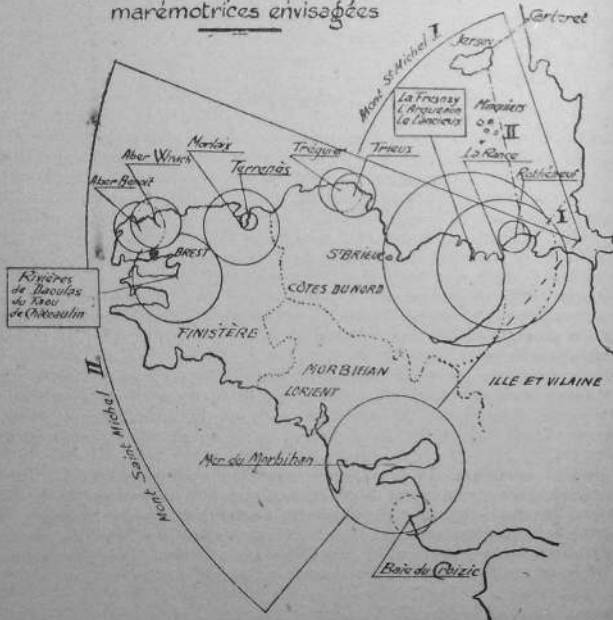 marémotrices envisagées
Carteret
Jersey
Mont St Michel I
La Fresnay
L'Arguenon
Le Lancieux
Minquiers
II
Morlaix
Aber Wrach
Terrenès
Tréguier
Trieux
La Rance
Rothéneuf
Aber Benoit
I
BREST
St BRIEUC
Rivières
de Daoulas
du Faou
de Châteaulin
CÔTES DU NORD
FINISTÈRE
MORBIHAN
ILLE ET VILAINE
LORIENT
Mont Saint Michel II
Mer du Morbihan
Baie du Croizic